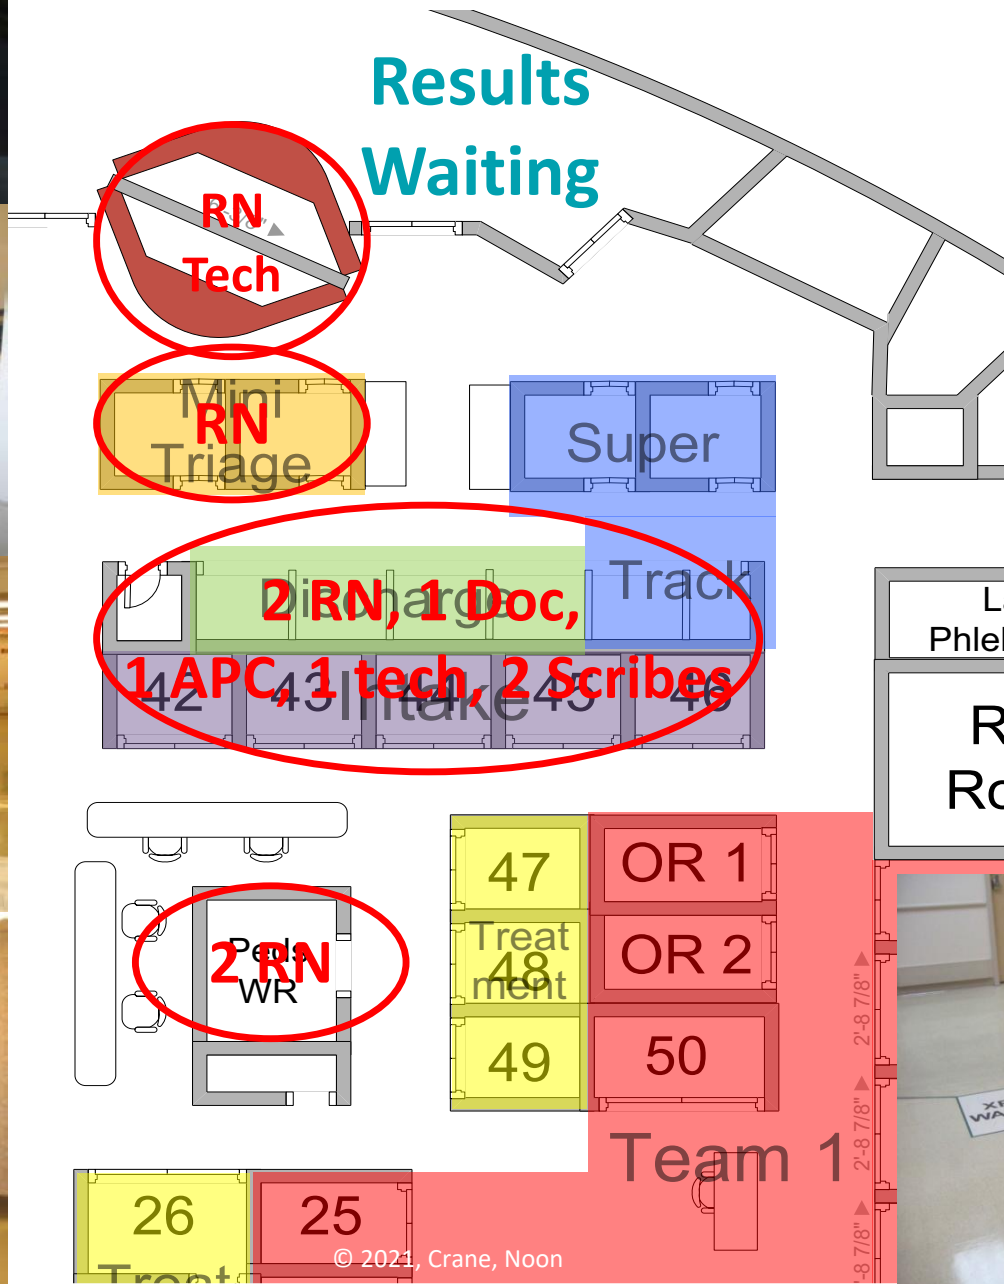 Results
Waiting
RN
Tech
Mini
RN
Triage
Super
Track
Discharge
2 RN, 1 Doc,
1 APC, 1 tech, 2 Scribes
42 43 44 45 46
Intake
Peds
2 RN
WR
47
OR 1
Treat
48
ment
OR 2
49
50
2'-8 7/8"
2'-8 7/8"
2'-8 7/8"
Team 1
26
25
Treat
© 2021, Crane, Noon